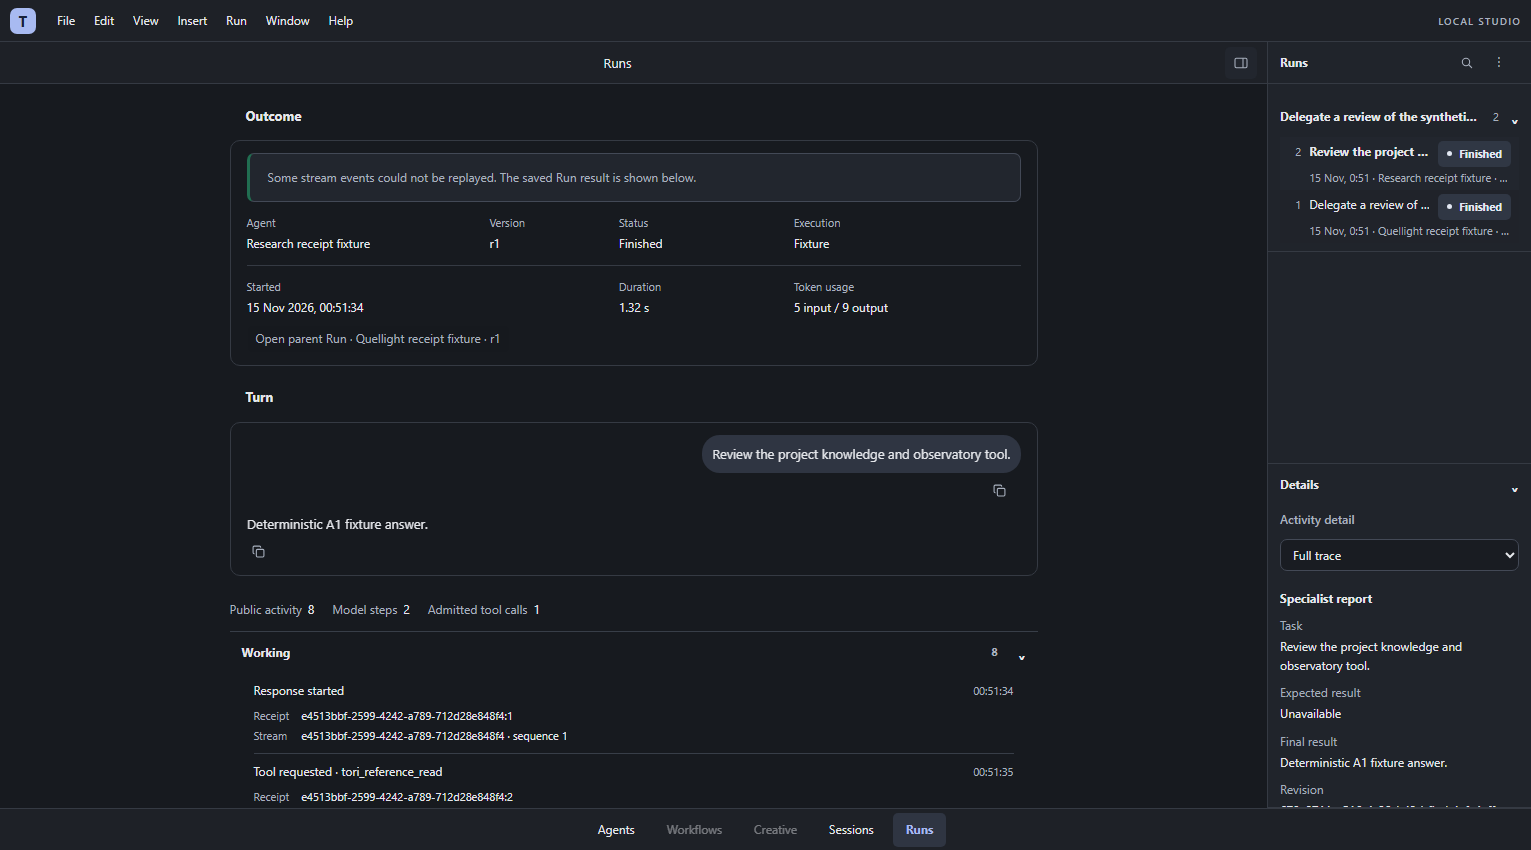 T
File Edit View Insert Run Window Help
LOCAL STUDIO
Runs
Outcome
Some stream events could not be replayed. The saved Run result is shown below.
Agent Version Status Execution
Research receipt fixture r1 Finished Fixture
Started Duration Token usage
15 Nov 2026, 00:51:34 1.32 s 5 input / 9 output
Open parent Run · Quellight receipt fixture · r1
Turn
Review the project knowledge and observatory tool.
Deterministic A1 fixture answer.
Public activity 8 Model steps 2 Admitted tool calls 1
Working 8
Response started 00:51:34
Receipt e4513bbf-2599-4242-a789-712d28e848f4:1
Stream e4513bbf-2599-4242-a789-712d28e848f4 · sequence 1
Tool requested · tori_reference_read 00:51:35
Receipt e4513bbf-2599-4242-a789-712d28e848f4:2
Runs
Delegate a review of the syntheti... 2
2 Review the project ... Finished
15 Nov, 0:51 · Research receipt fixture · ...
1 Delegate a review of ... Finished
15 Nov, 0:51 · Quellight receipt fixture · ...
Details
Activity detail
Full trace
Specialist report
Task
Review the project knowledge and
observatory tool.
Expected result
Unavailable
Final result
Deterministic A1 fixture answer.
Revision
Agents Workflows Creative Sessions Runs